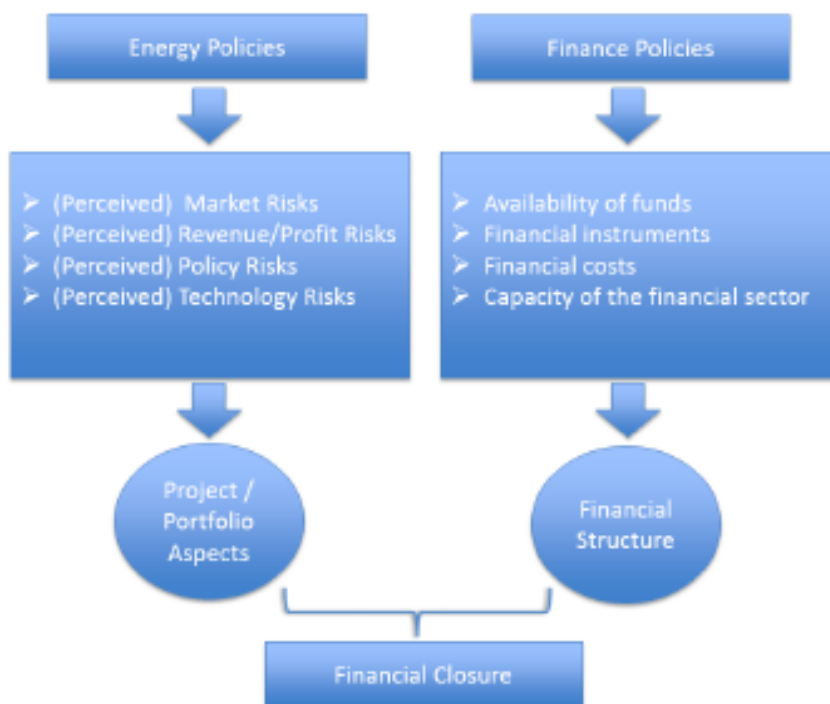 Energy Policies
Finance Policies
➢ (Perceived) Market Risks
➢ (Perceived) Revenue/Profit Risks
➢ (Perceived) Policy Risks
➢ (Perceived) Technology Risks
➢ Availability of funds
➢ Financial instruments
➢ Financial costs
➢ Capacity of the financial sector
Project /
Portfolio
Aspects
Financial
Structure
Financial Closure